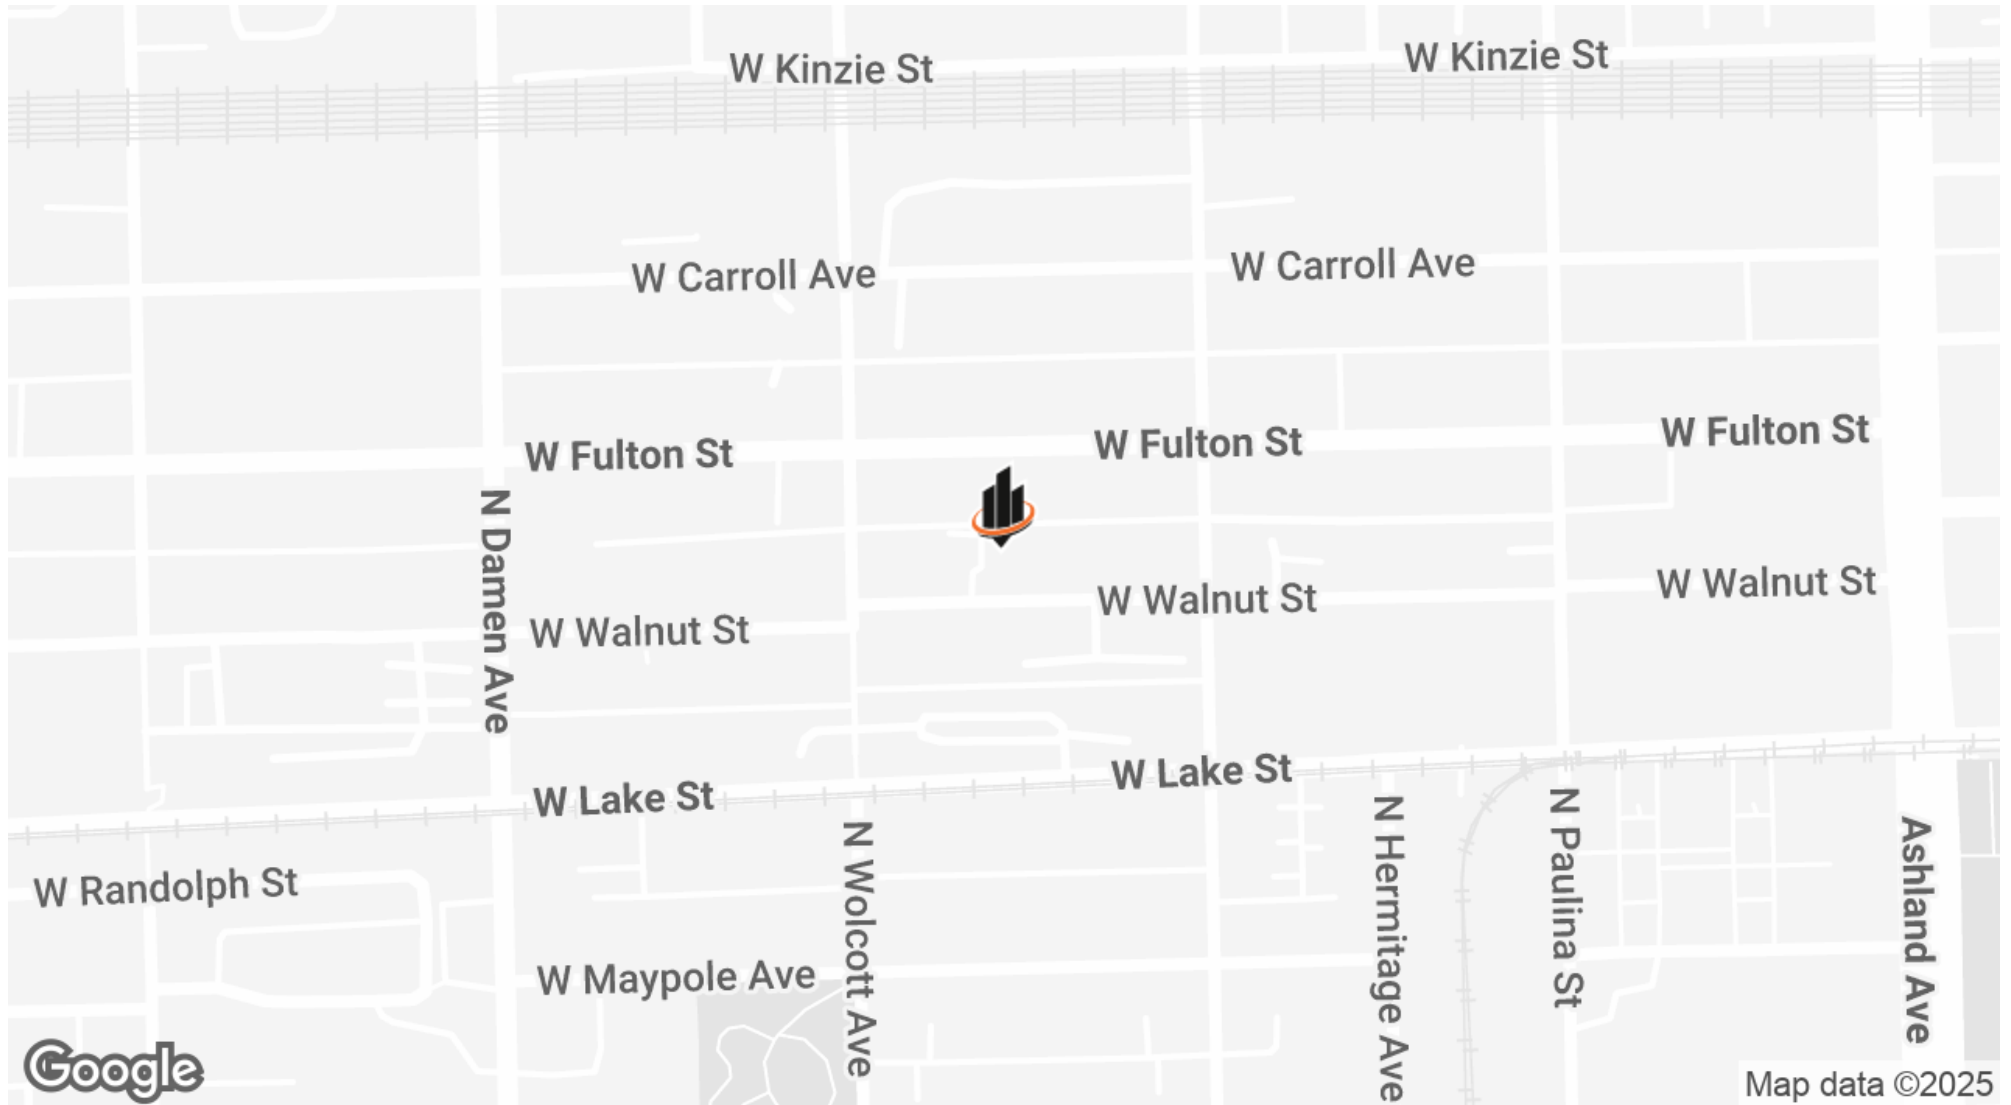 W Kinzie St
W Kinzie St
W Carroll Ave
W Carroll Ave
W Fulton St
W Fulton St
W Fulton St
N Damen Ave
W Walnut St
W Walnut St
W Walnut St
W Lake St
W Lake St
W Randolph St
N Wolcott Ave
N Hermitage Ave
N Paulina St
Ashland Ave
W Maypole Ave
Google
Map data ©2025